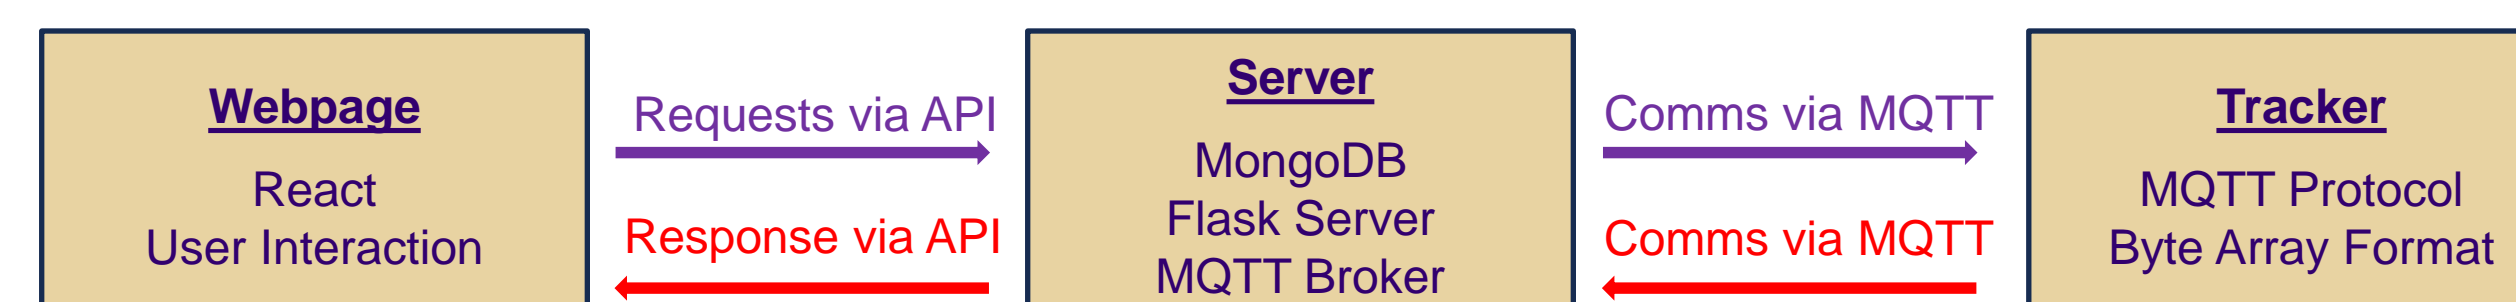 Webpage
React
User Interaction
Requests via API
Response via API
Server
MongoDB
Flask Server
MQTT Broker
Comms via MQTT
Comms via MQTT
Tracker
MQTT Protocol
Byte Array Format